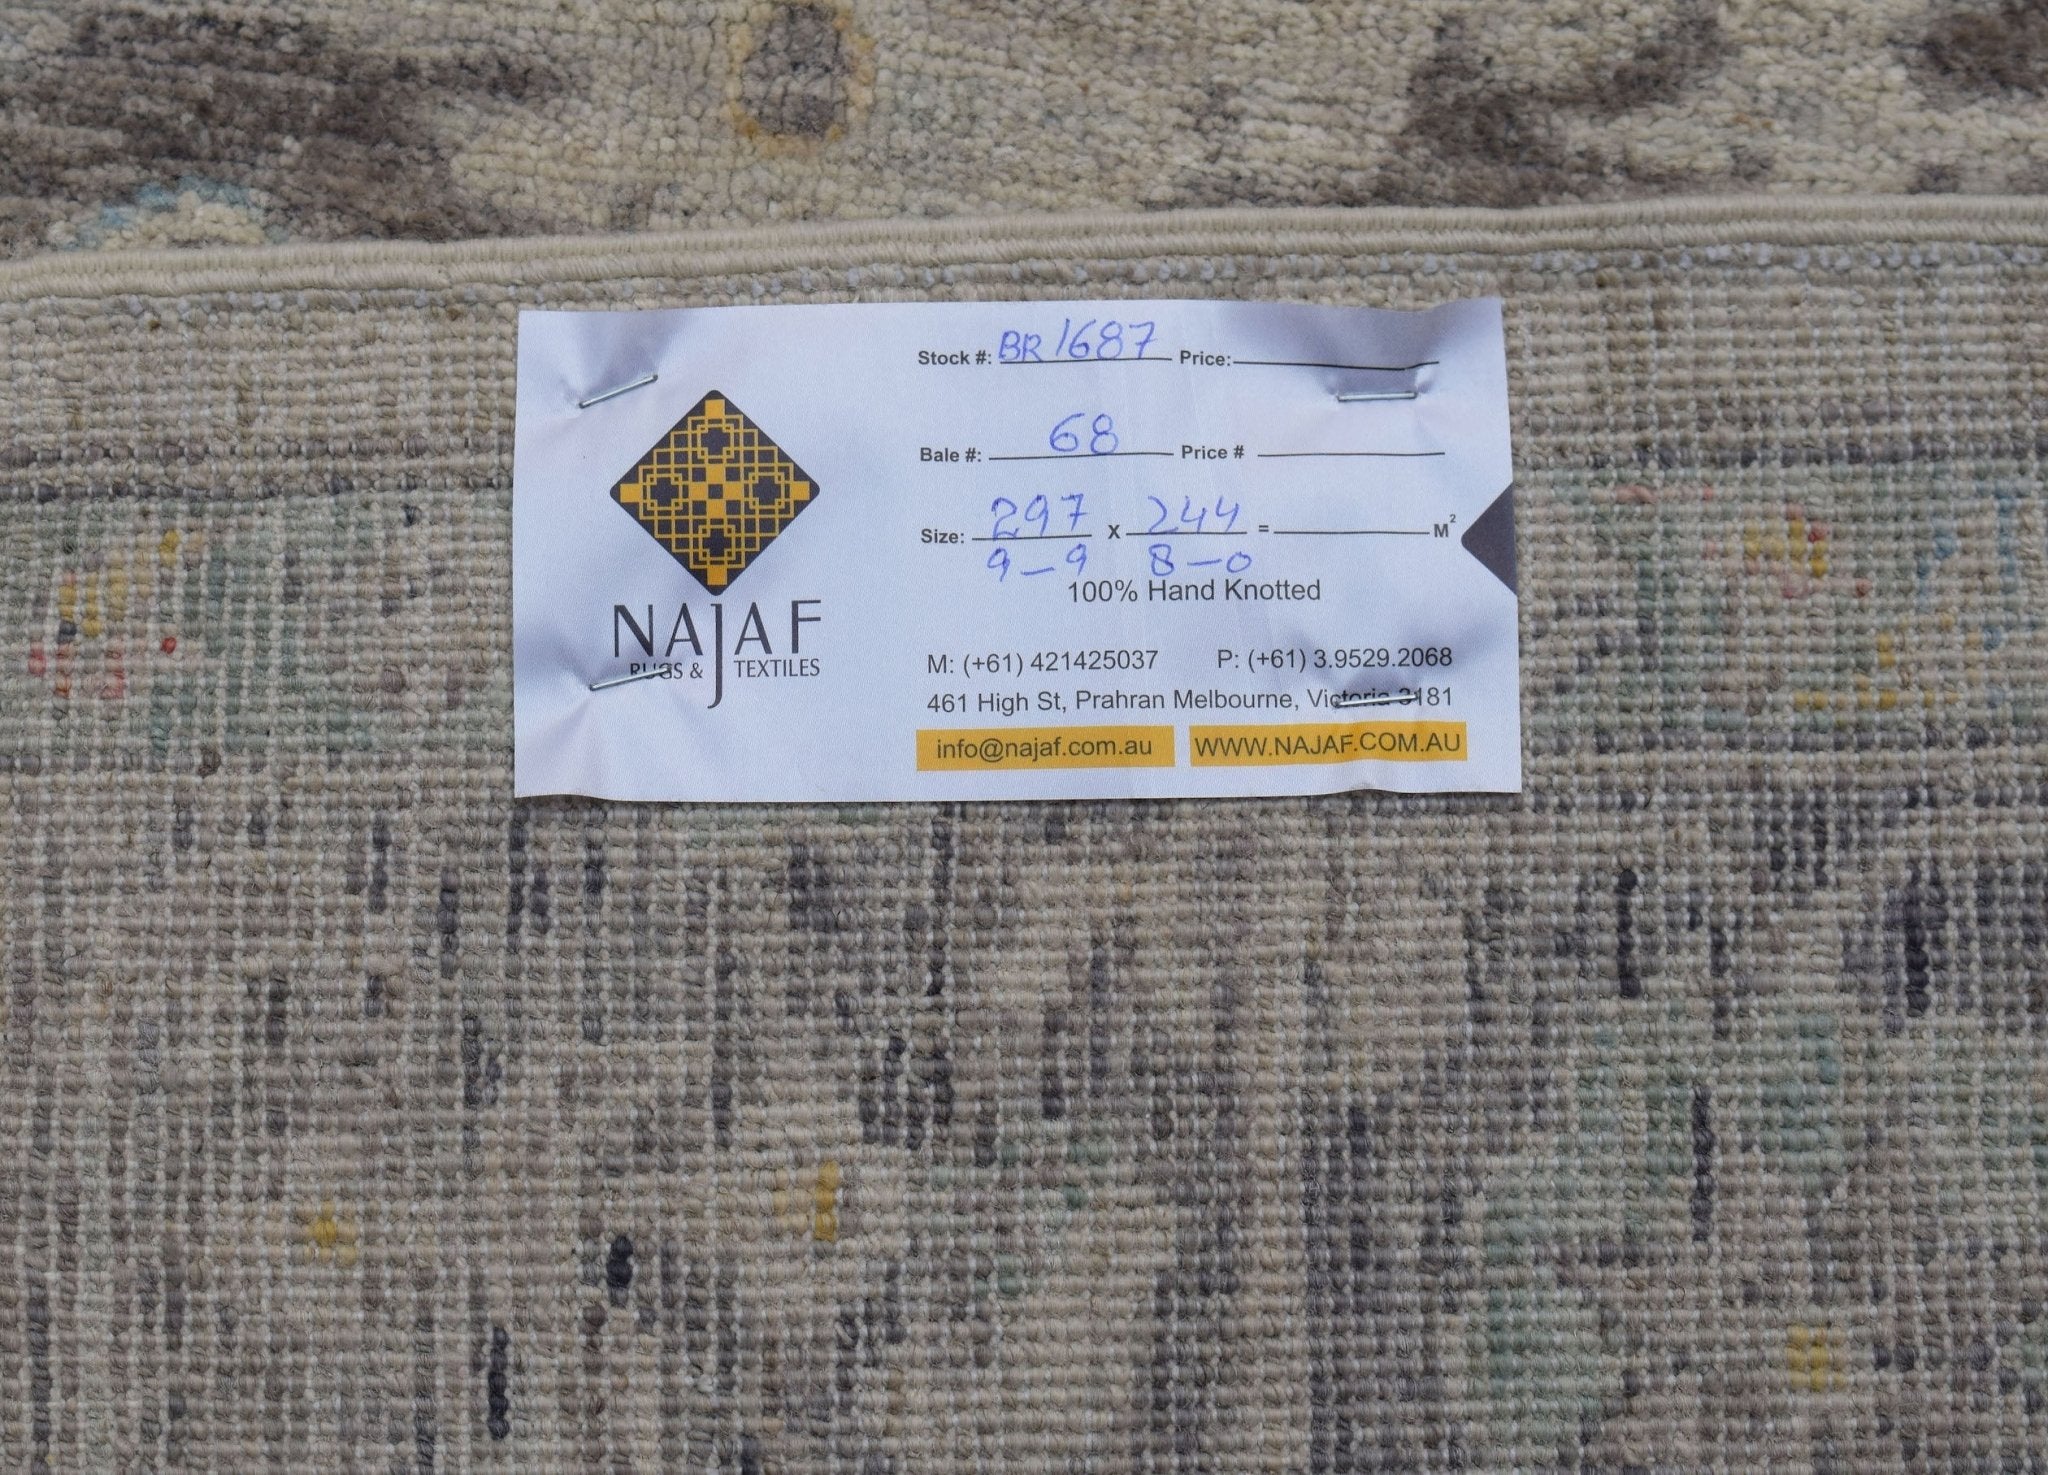 Stock #: BR1687 Price:
Bale #: 68 Price #
Size: 297 X 244 = M²
9-9 8-0
100% Hand Knotted
NAJAF
RUGS & TEXTILES
M: (+61) 421425037 P: (+61) 3.9529.2068
461 High St, Prahran Melbourne, Victoria 3181
info@najaf.com.au WWW.NAJAF.COM.AU